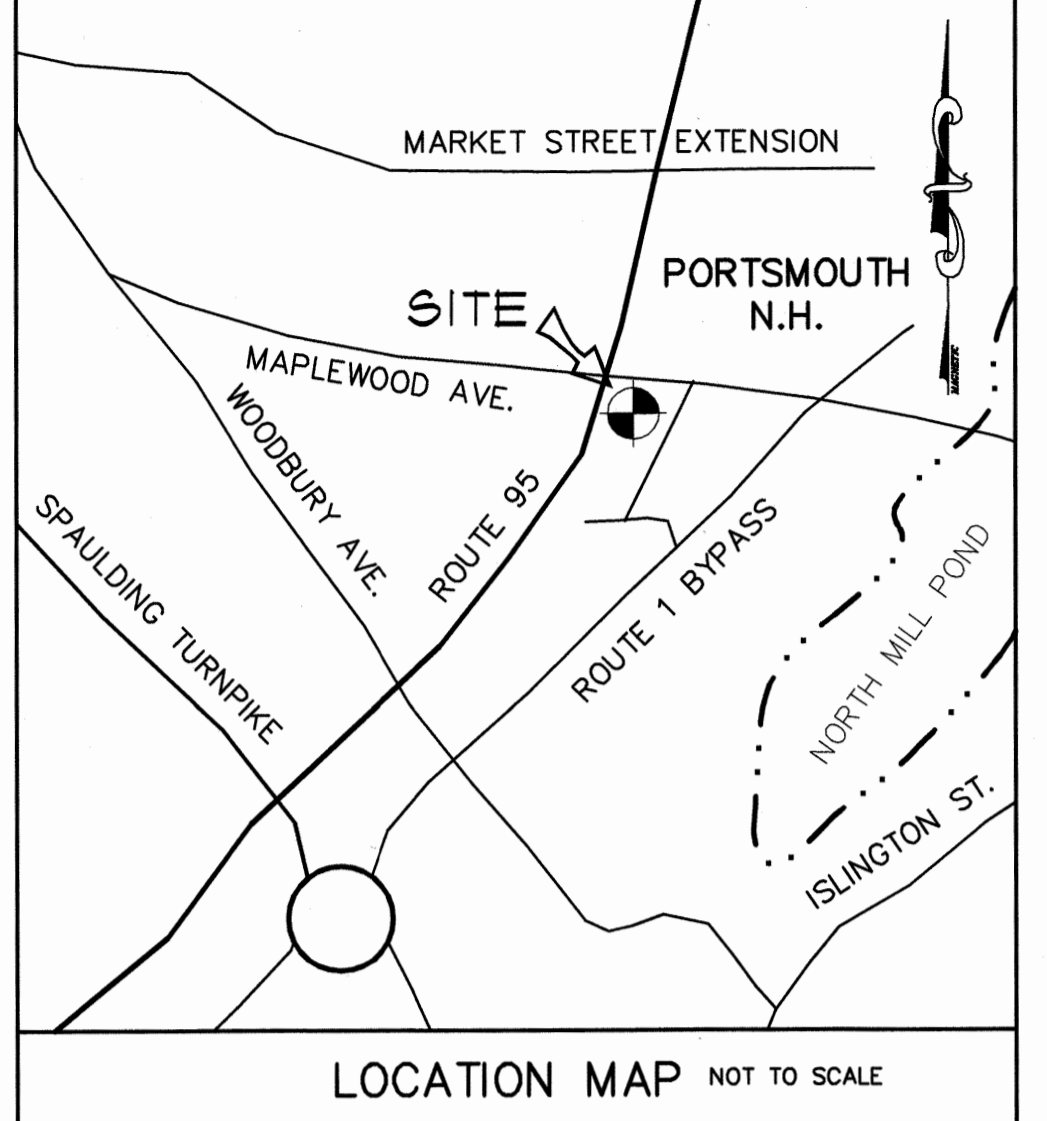 MARKET STREET EXTENSION
PORTSMOUTH
N.H.
SITE
MAGNETIC
MAPLEWOOD AVE.
WOODBURY AVE.
ROUTE 95
SPAULDING TURNPIKE
ROUTE 1 BYPASS
NORTH MILL POND
ISLINGTON ST.
LOCATION MAP NOT TO SCALE